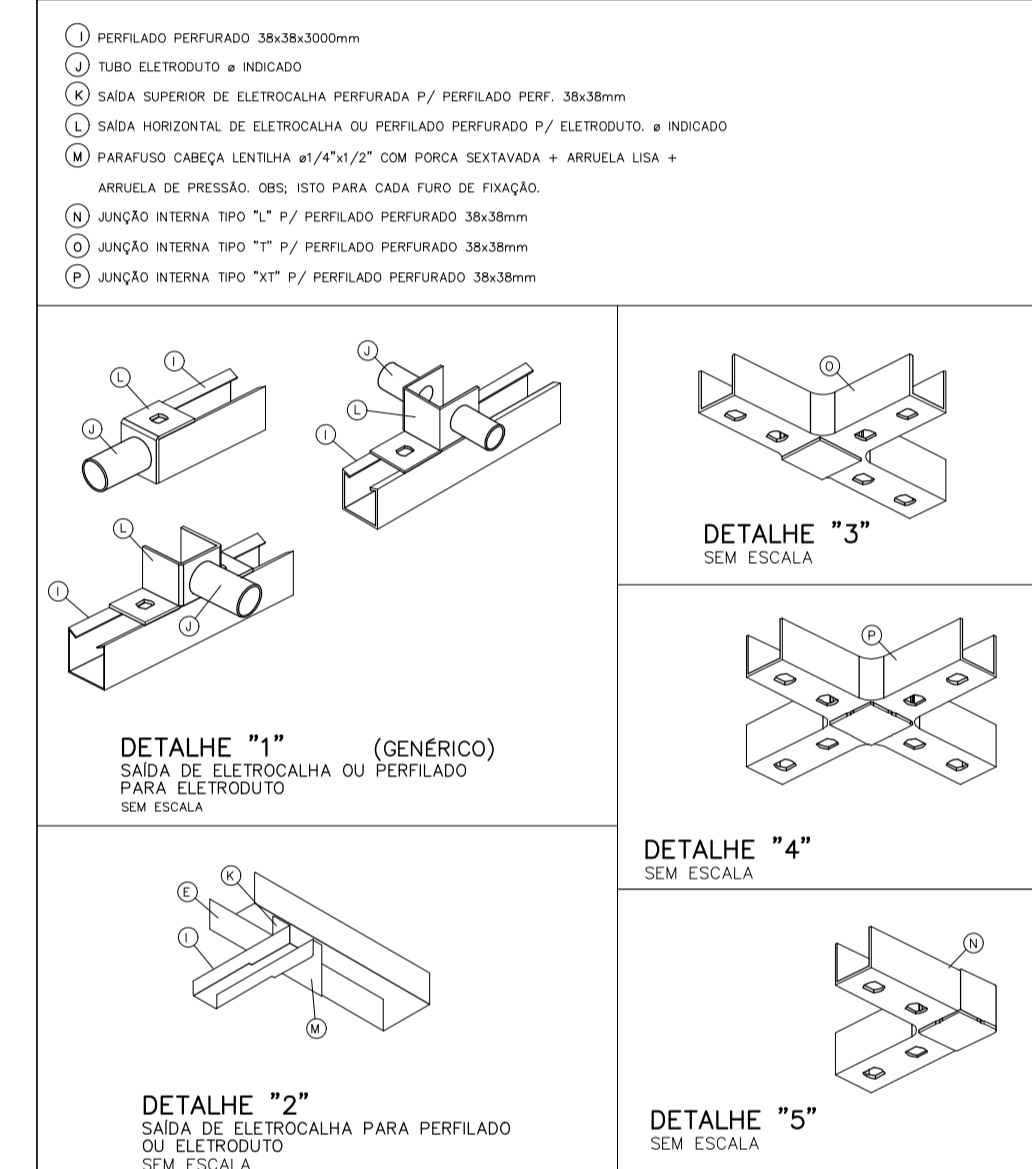 I PERFILADO PERFURADO 38x38x3000mm
J TUBO ELETRODUTO ø INDICADO
K SAÍDA SUPERIOR DE ELETROCALHA PERFURADA P/ PERFILADO PERF. 38x38mm
L SAÍDA HORIZONTAL DE ELETROCALHA OU PERFILADO PERFURADO P/ ELETRODUTO. ø INDICADO
M PARAFUSO CABEÇA LENTILHA ø1/4"x1/2" COM PORCA SEXTAVADA + ARRUELA LISA +
ARRUELA DE PRESSÃO. OBS; ISTO PARA CADA FURO DE FIXAÇÃO.
N JUNÇÃO INTERNA TIPO "L" P/ PERFILADO PERFURADO 38x38mm
O JUNÇÃO INTERNA TIPO "T" P/ PERFILADO PERFURADO 38x38mm
P JUNÇÃO INTERNA TIPO "XT" P/ PERFILADO PERFURADO 38x38mm
I
L
J
J
L
I
L
I
J
DETALHE "1" (GENÉRICO)
SAÍDA DE ELETROCALHA OU PERFILADO
PARA ELETRODUTO
SEM ESCALA
K
E
I
M
DETALHE "2"
SAÍDA DE ELETROCALHA PARA PERFILADO
OU ELETRODUTO
SEM ESCALA
O
DETALHE "3"
SEM ESCALA
P
DETALHE "4"
SEM ESCALA
N
DETALHE "5"
SEM ESCALA